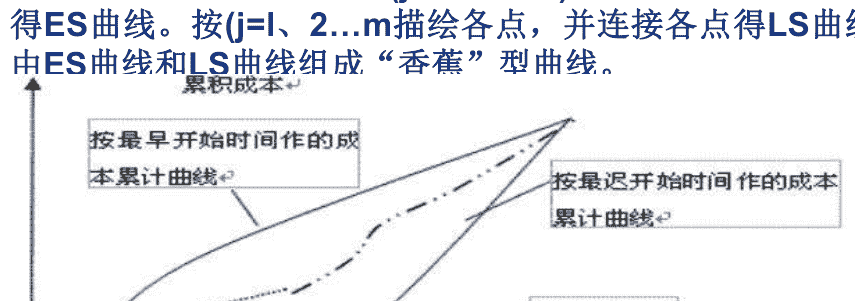 得ES曲线。按(j=l、2…m描绘各点，并连接各点得LS曲线
由ES曲线和LS曲线组成“香蕉”型曲线。
累积成本↵
按最早开始时间作的成
本累计曲线↵
按最迟开始时间作的成本
累计曲线↵